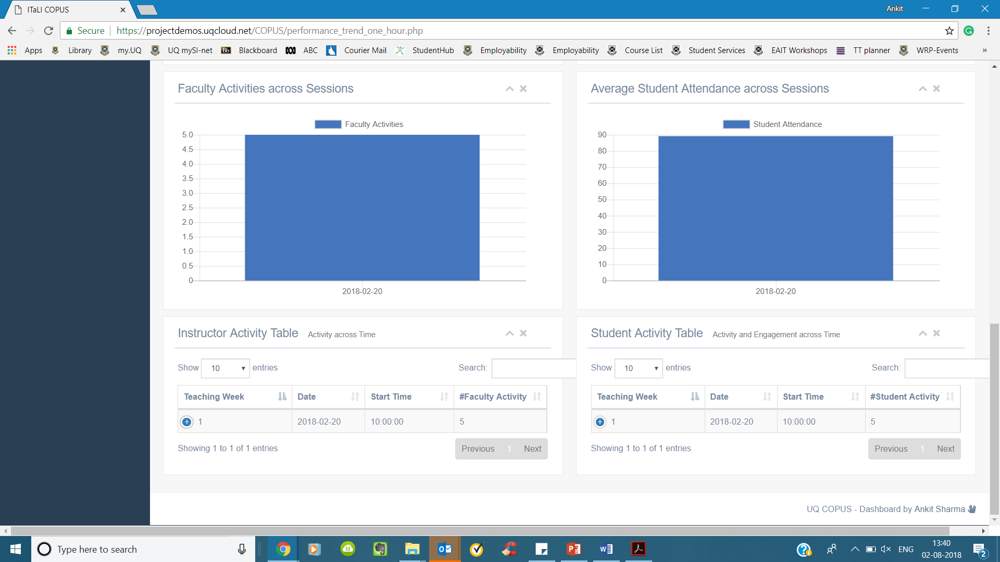 ITaLI COPUS
Ankit
Secure https://projectdemos.uqcloud.net/COPUS/performance_trend_one_hour.php
Apps Library my.UQ UQ mySI-net Bb Blackboard ABC Courier Mail StudentHub Employability Employability Course List Student Services EAIT Workshops TT planner WRP-Events »
Faculty Activities across Sessions
Faculty Activities
5.0
4.5
4.0
3.5
3.0
2.5
2.0
1.5
1.0
0.5
0
2018-02-20
Average Student Attendance across Sessions
Student Attendance
90
80
70
60
50
40
30
20
10
0
2018-02-20
Instructor Activity Table Activity across Time
Show 10 entries Search:
Teaching Week Date Start Time #Faculty Activity
1 2018-02-20 10:00:00 5
Showing 1 to 1 of 1 entries Previous 1 Next
Student Activity Table Activity and Engagement across Time
Show 10 entries Search:
Teaching Week Date Start Time #Student Activity
1 2018-02-20 10:00:00 5
Showing 1 to 1 of 1 entries Previous 1 Next
UQ COPUS - Dashboard by Ankit Sharma
Type here to search
ENG
13:40
02-08-2018
2